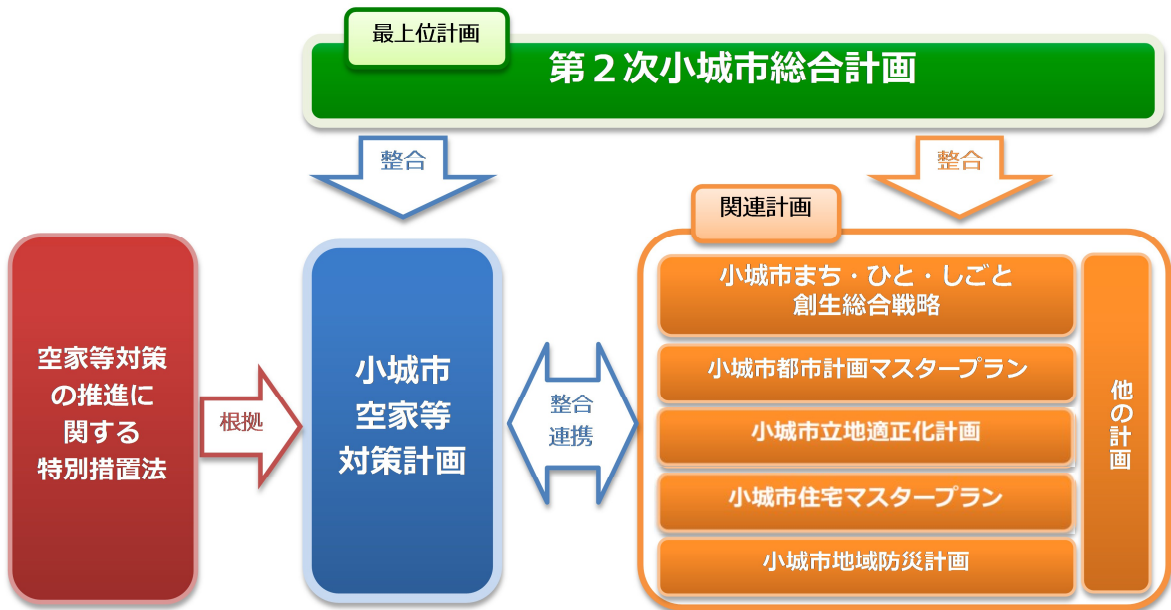 最上位計画
第２次小城市総合計画
整合
整合
関連計画
空家等対策
の推進に
関する
特別措置法
根拠
小城市
空家等
対策計画
整合
連携
小城市まち・ひと・しごと
創生総合戦略
小城市都市計画マスタープラン
小城市立地適正化計画
小城市住宅マスタープラン
小城市地域防災計画
他の計画